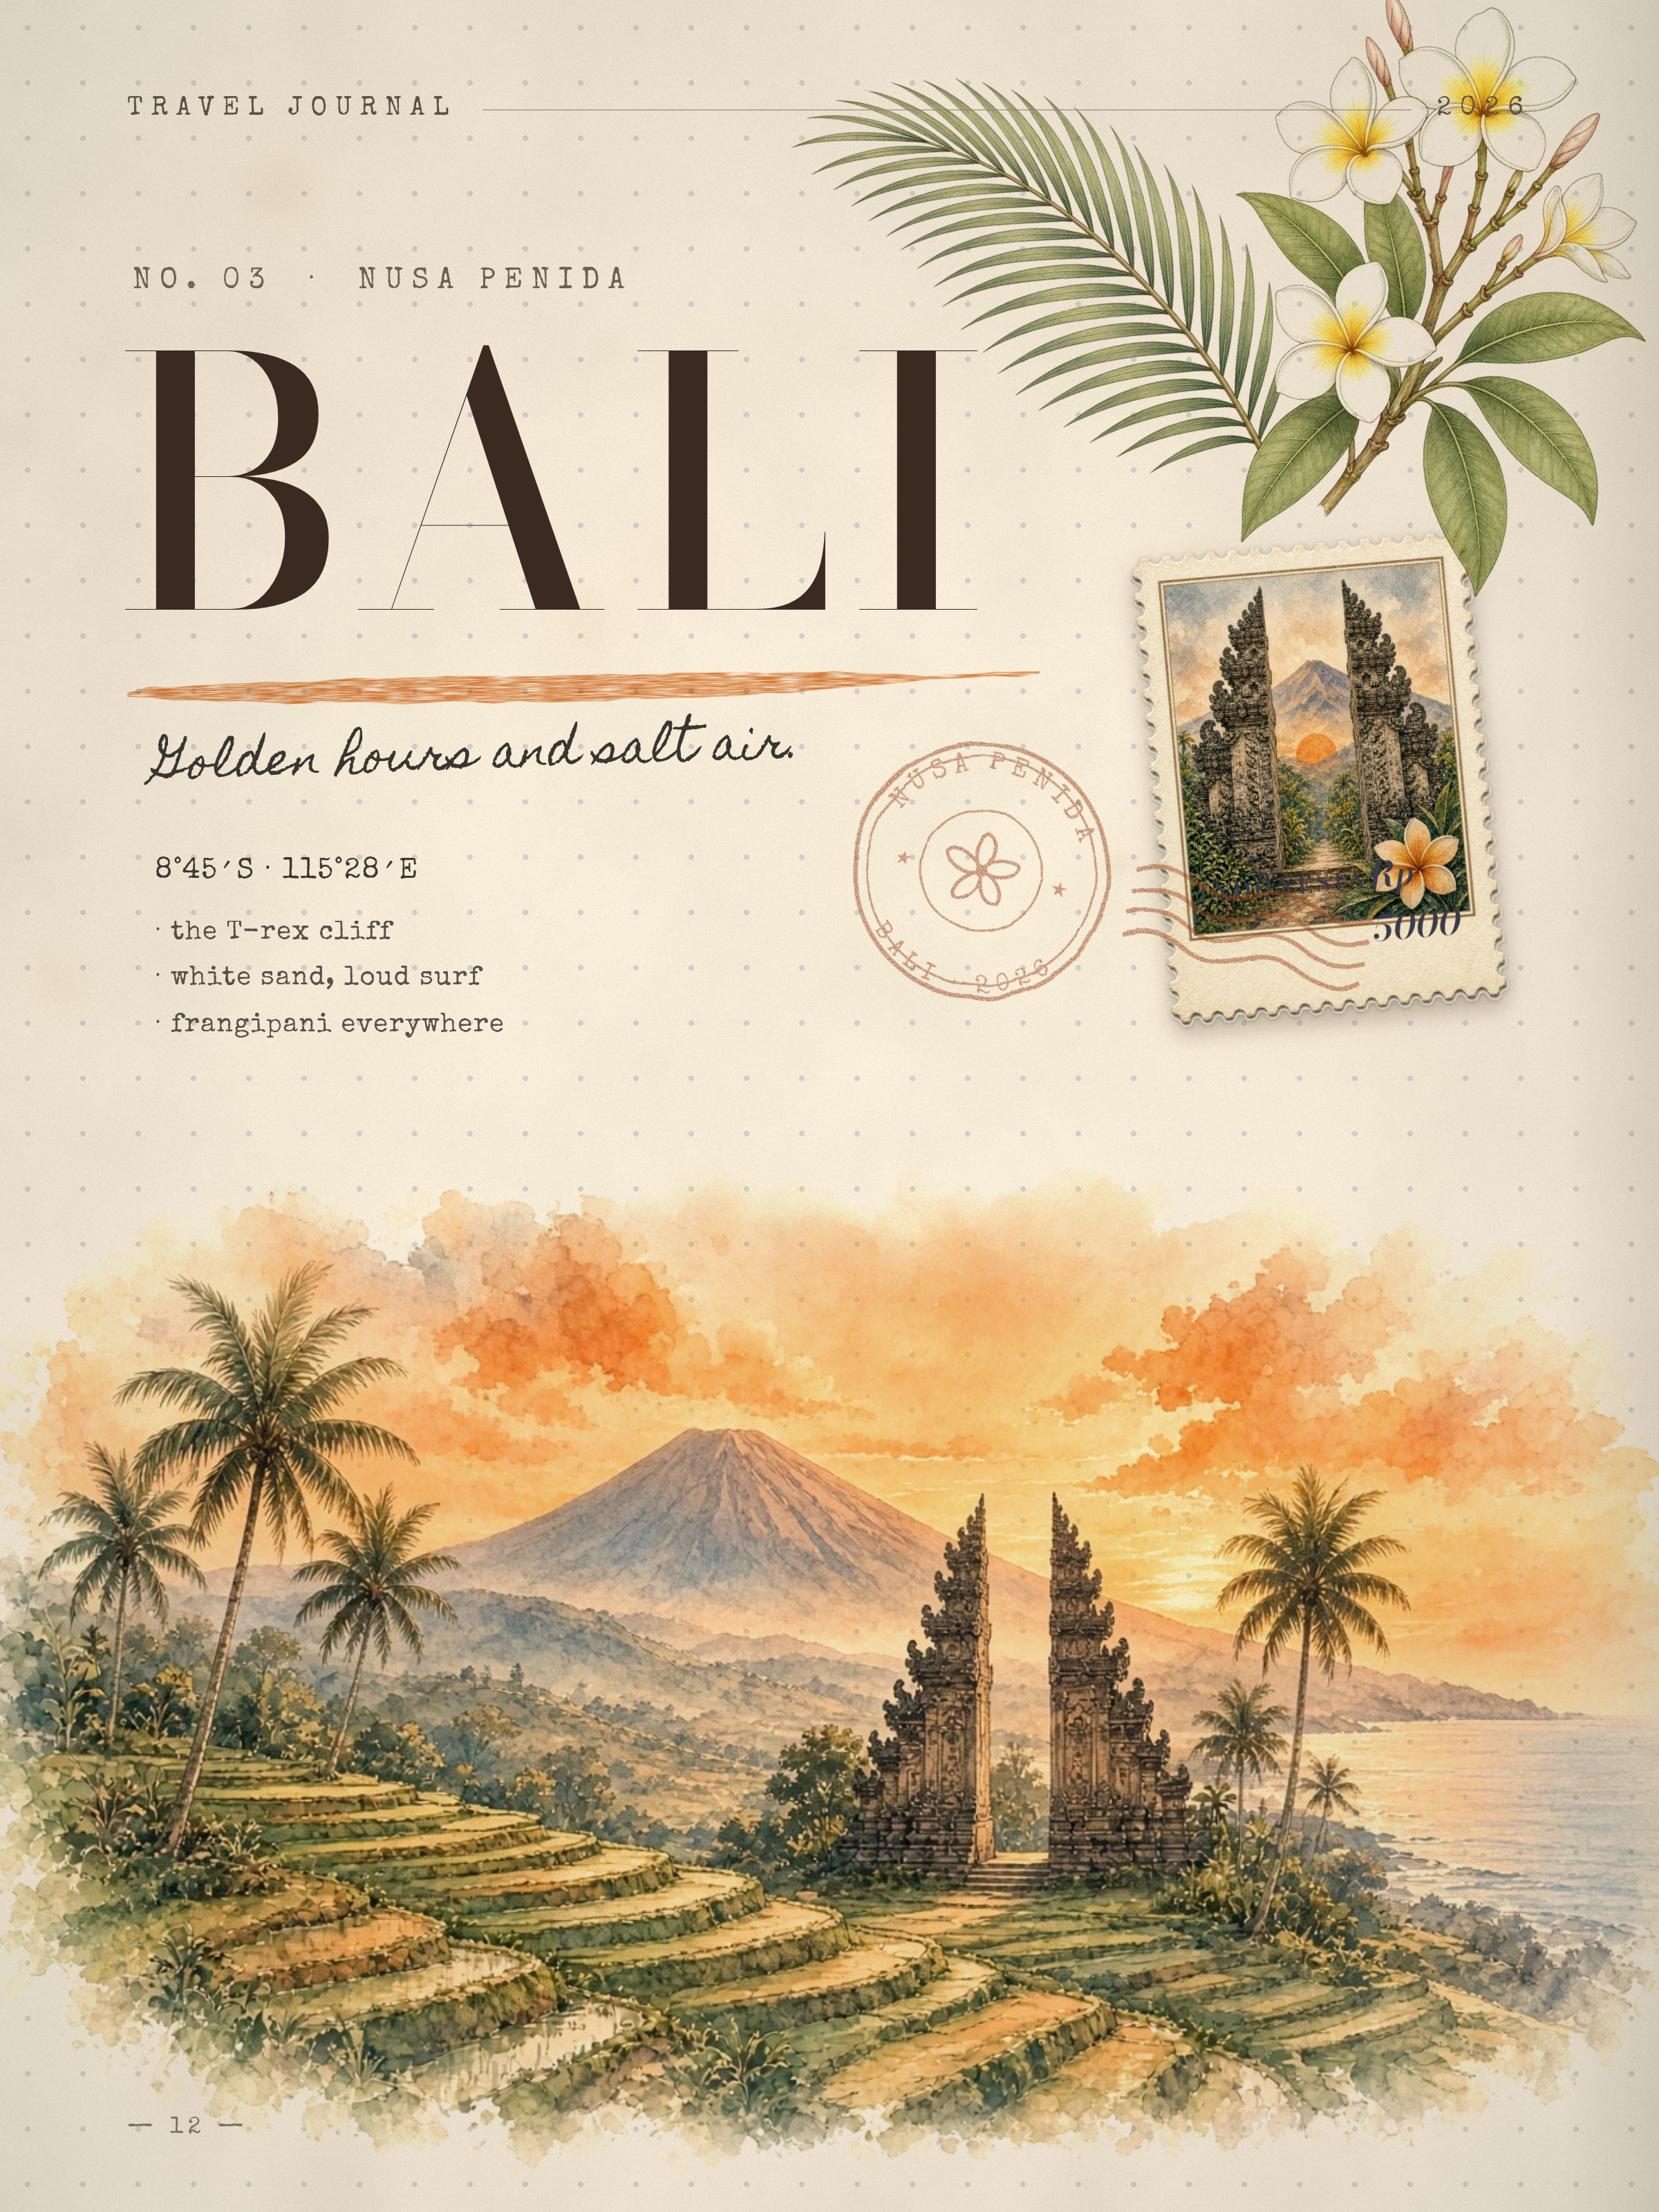 TRAVEL JOURNAL
2026
NO. 03 · NUSA PENIDA
BALI
Golden hours and salt air.
8°45′S · 115°28′E
· the T-rex cliff
· white sand, loud surf
· frangipani everywhere
NUSA PENIDA
BALI · 2026
Rp
5000
— 12 —